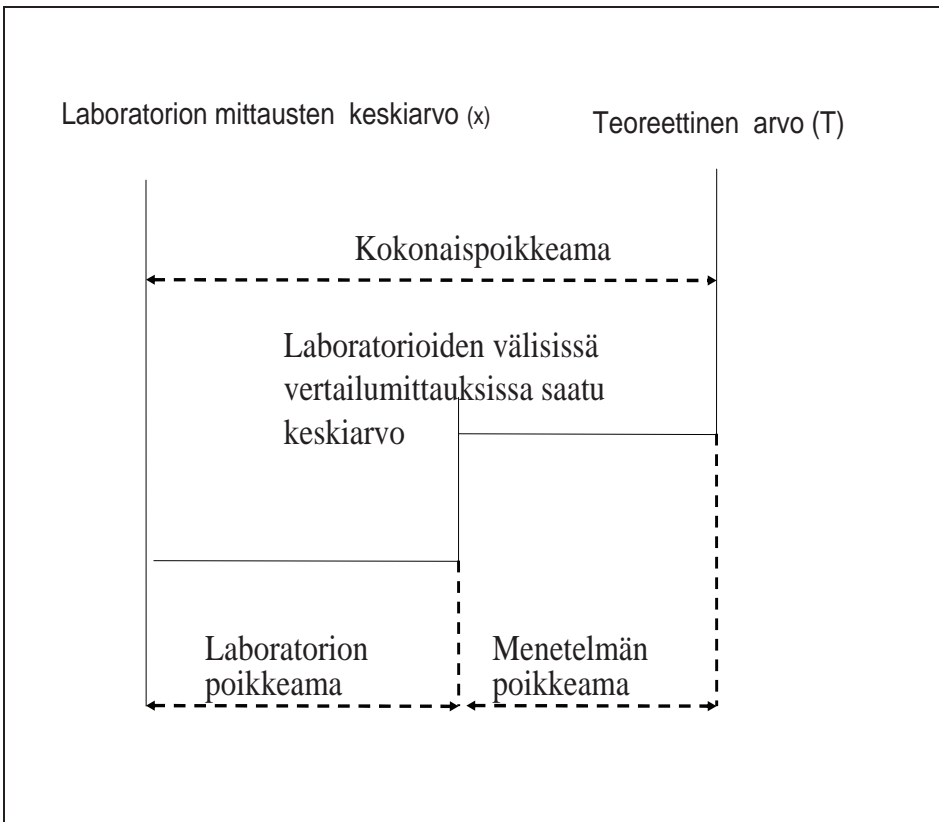 Laboratorion mittausten keskiarvo (x)
Teoreettinen arvo (T)
Kokonaispoikkeama
Laboratorioiden välisissä
vertailumittauksissa saatu
keskiarvo
Laboratorion
poikkeama
Menetelmän
poikkeama